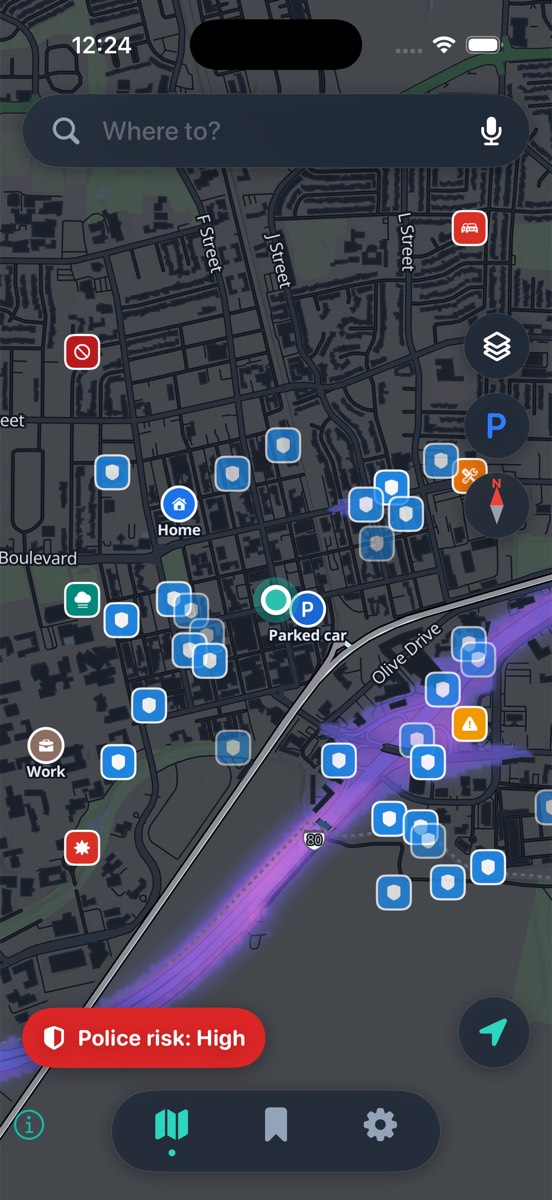 12:24
Where to?
F Street
J Street
L Street
eet
P
N
Home
Boulevard
P
Parked car
Olive Drive
Work
80
Police risk: High
i